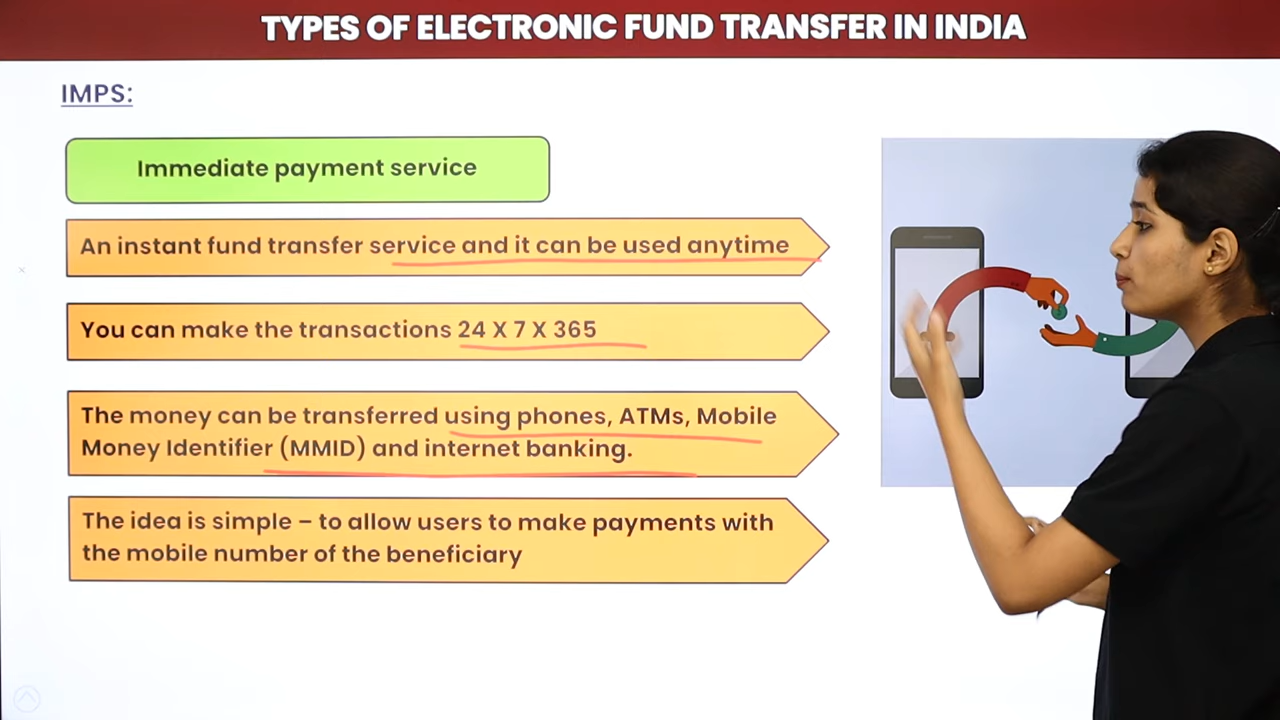 TYPES OF ELECTRONIC FUND TRANSFER IN INDIA
IMPS:
Immediate payment service
An instant fund transfer service and it can be used anytime
You can make the transactions 24 X 7 X 365
The money can be transferred using phones, ATMs, Mobile
Money Identifier (MMID) and internet banking.
The idea is simple – to allow users to make payments with
the mobile number of the beneficiary